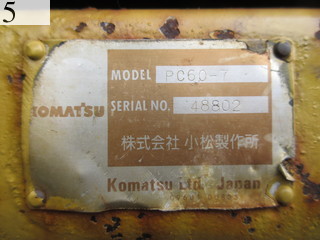 5
MODEL PC60-7
KOMATSU
SERIAL NO. 48802
株式会社 小松製作所
Komatsu Ltd. Japan